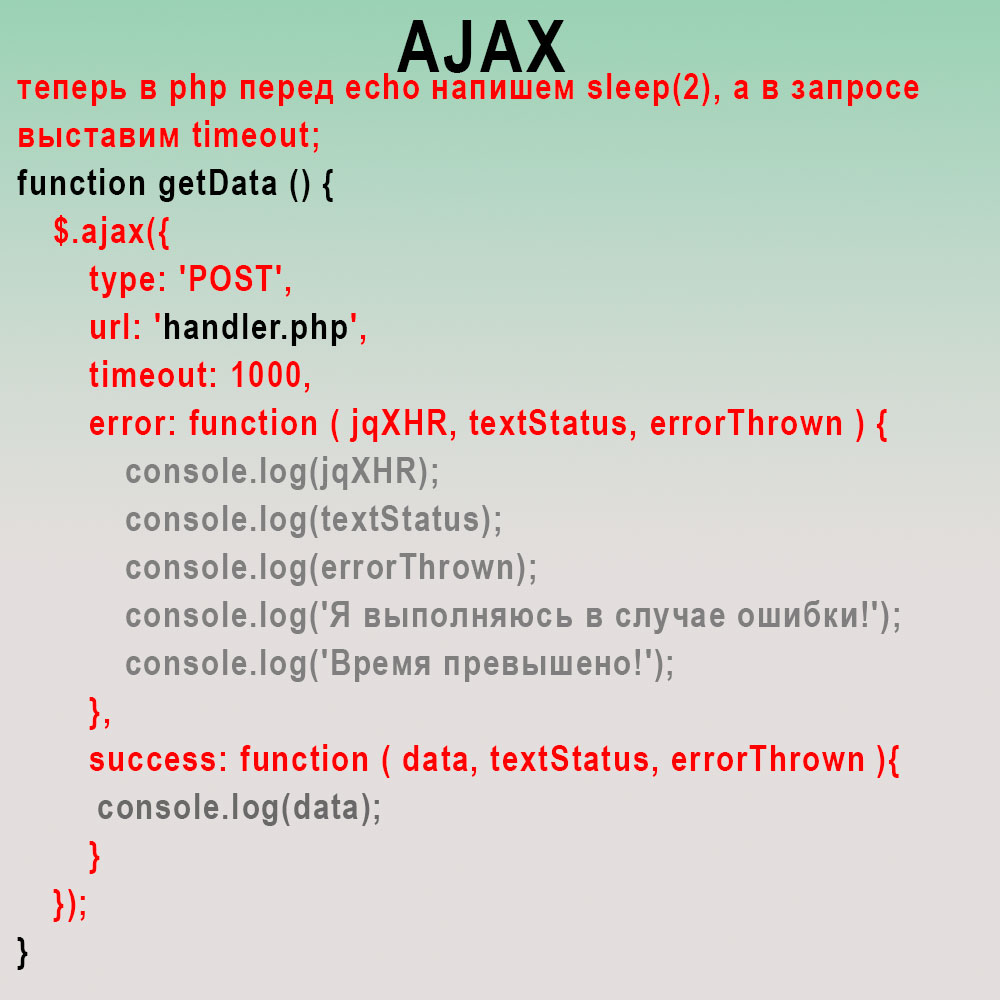 AJAX
теперь в php перед echo напишем sleep(2), а в запросе
выставим timeout;
function getData () {
$.ajax({
type: 'POST',
url: 'handler.php',
timeout: 1000,
error: function ( jqXHR, textStatus, errorThrown ) {
console.log(jqXHR);
console.log(textStatus);
console.log(errorThrown);
console.log('Я выполняюсь в случае ошибки!');
console.log('Время превышено!');
},
success: function ( data, textStatus, errorThrown ){
console.log(data);
}
});
}